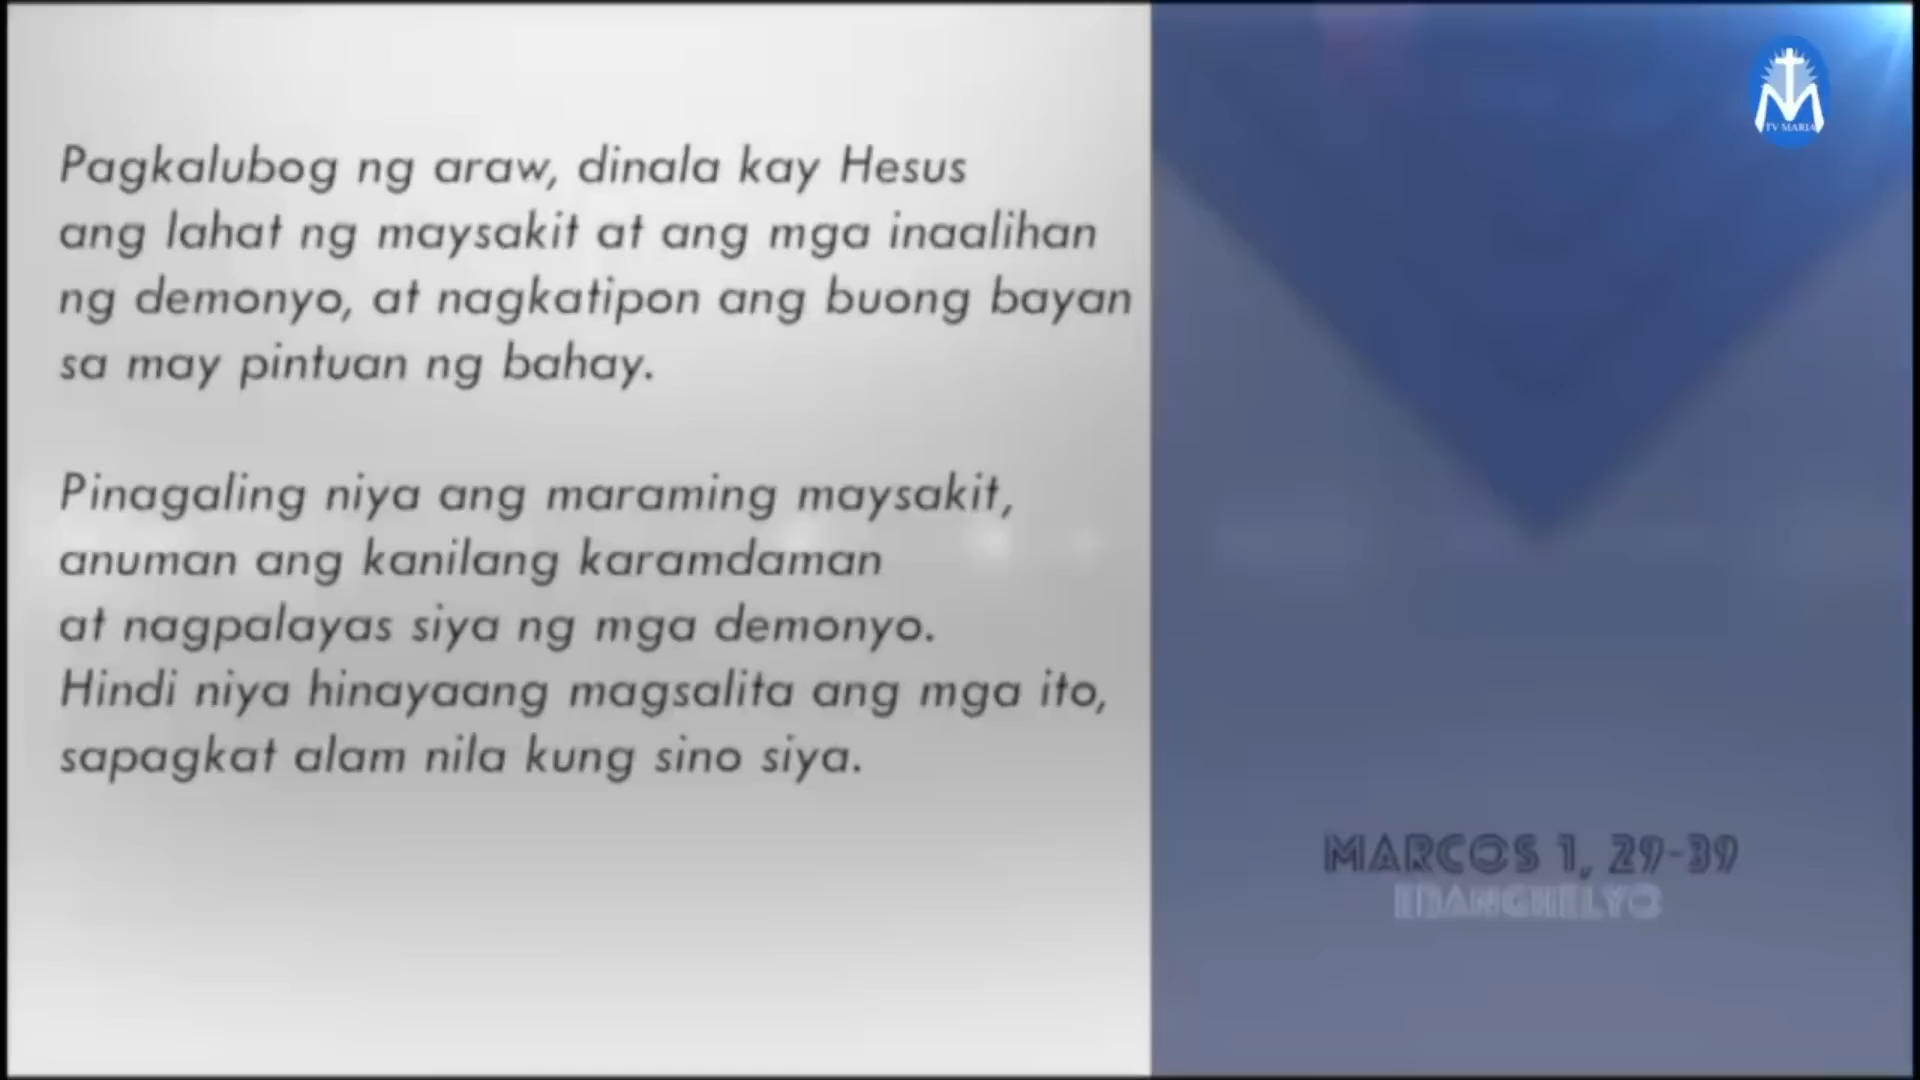 Pagkalubog ng araw, dinala kay Hesus
ang lahat ng maysakit at ang mga inaalihan
ng demonyo, at nagkatipon ang buong bayan
sa may pintuan ng bahay.
Pinagaling niya ang maraming maysakit,
anuman ang kanilang karamdaman
at nagpalayas siya ng mga demonyo.
Hindi niya hinayaang magsalita ang mga ito,
sapagkat alam nila kung sino siya.
TV MARIA
MARCOS 1, 29-39
EBANGHELYO